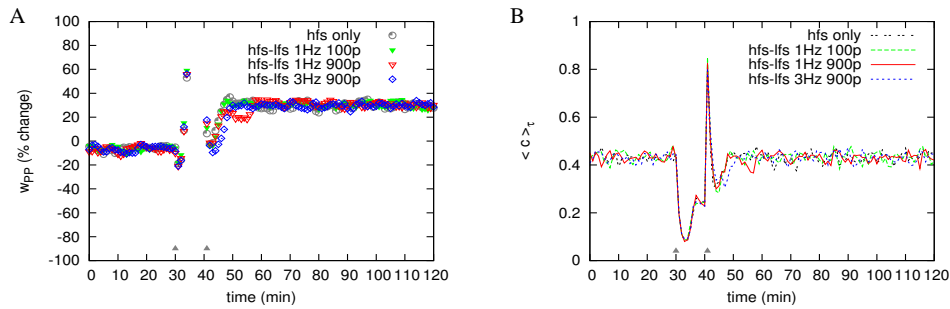 A
hfs only
hfs-lfs 1Hz 100p
hfs-lfs 1Hz 900p
hfs-lfs 3Hz 900p
100
80
60
40
20
0
-20
-40
-60
-80
-100
w_PP (% change)
0 10 20 30 40 50 60 70 80 90 100 110 120
time (min)
B
hfs only
hfs-lfs 1Hz 100p
hfs-lfs 1Hz 900p
hfs-lfs 3Hz 900p
1
0.8
0.6
0.4
0.2
0
< c >_τ
0 10 20 30 40 50 60 70 80 90 100 110 120
time (min)